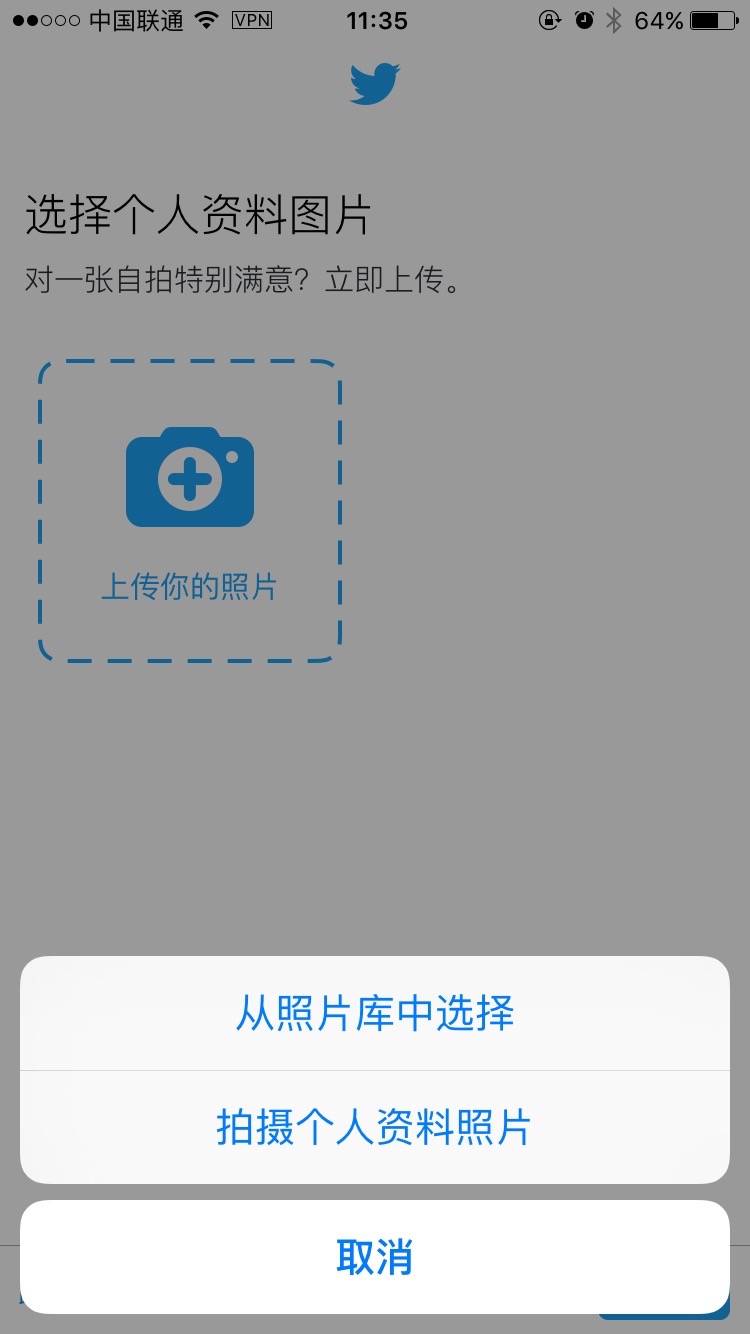 中国联通 VPN 11:35 64%
选择个人资料图片
对一张自拍特别满意？立即上传。
上传你的照片
从照片库中选择
拍摄个人资料照片
取消